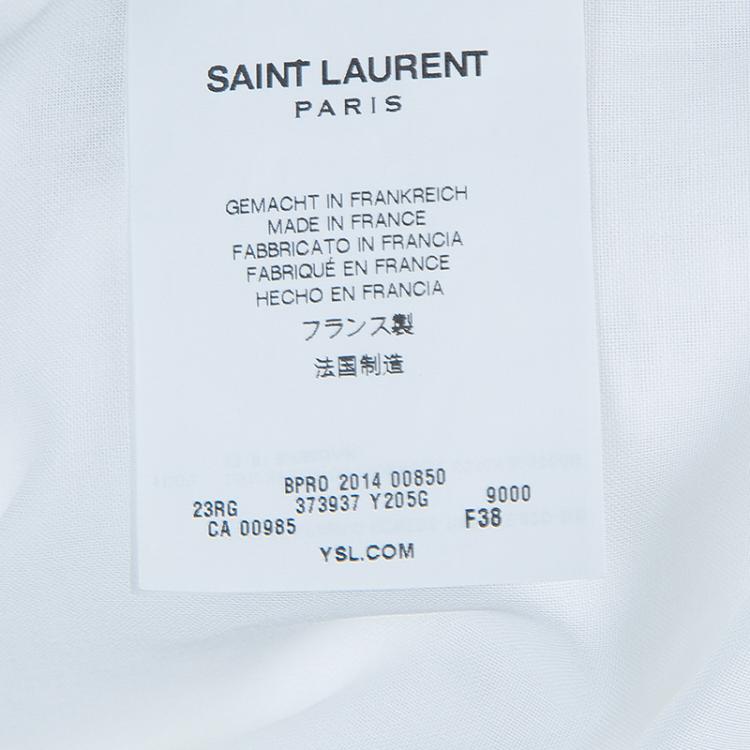 SAINT LAURENT
PARIS
GEMACHT IN FRANKREICH
MADE IN FRANCE
FABBRICATO IN FRANCIA
FABRIQUÉ EN FRANCE
HECHO EN FRANCIA
フランス製
法国制造
BPRO 2014 00850
23RG 373937 Y205G 9000
CA 00985 F38
YSL.COM